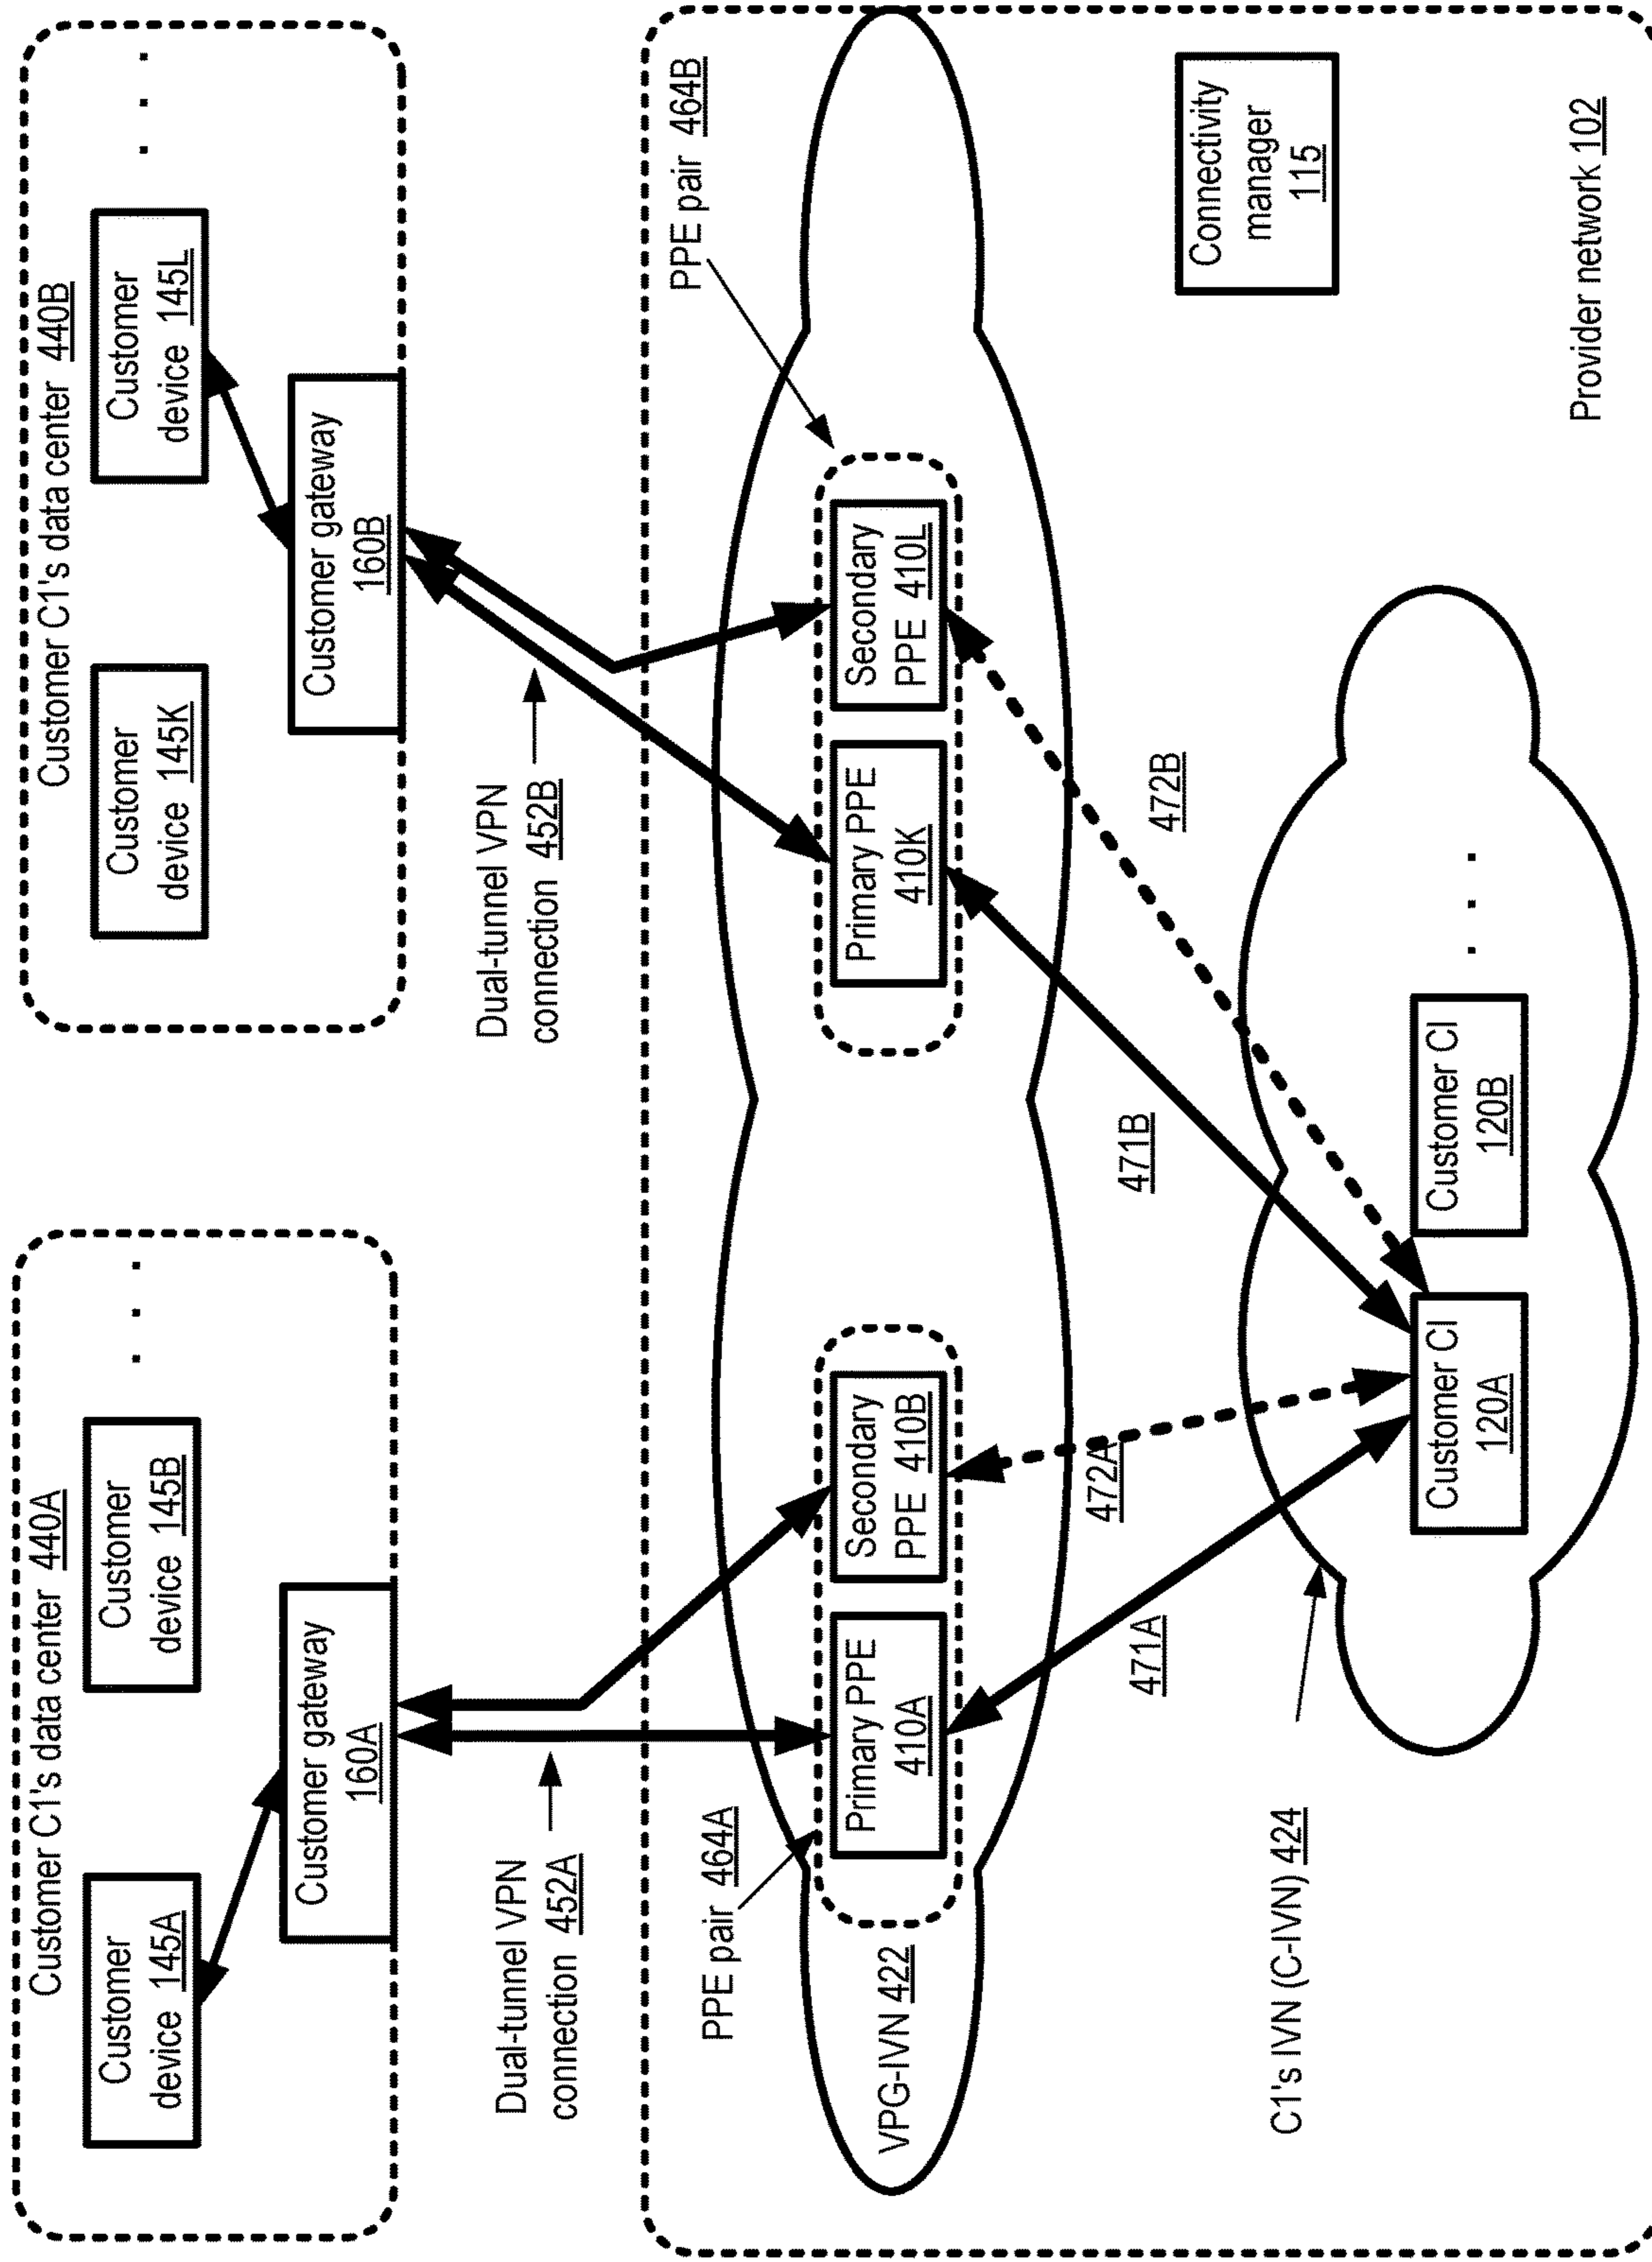 Customer C1's data center 440A
Customer
device 145A
Customer
device 145B
. . .
Customer gateway
160A
Customer C1's data center 440B
Customer
device 145K
Customer
device 145L
. . .
Customer gateway
160B
Dual-tunnel VPN
connection 452A
Dual-tunnel VPN
connection 452B
PPE pair 464A
PPE pair 464B
VPG-IVN 422
Primary PPE
410A
Secondary
PPE 410B
Primary PPE
410K
Secondary
PPE 410L
471A
472A
471B
472B
C1's IVN (C-IVN) 424
Customer CI
120A
Customer CI
120B
. . .
Connectivity
manager
115
Provider network 102